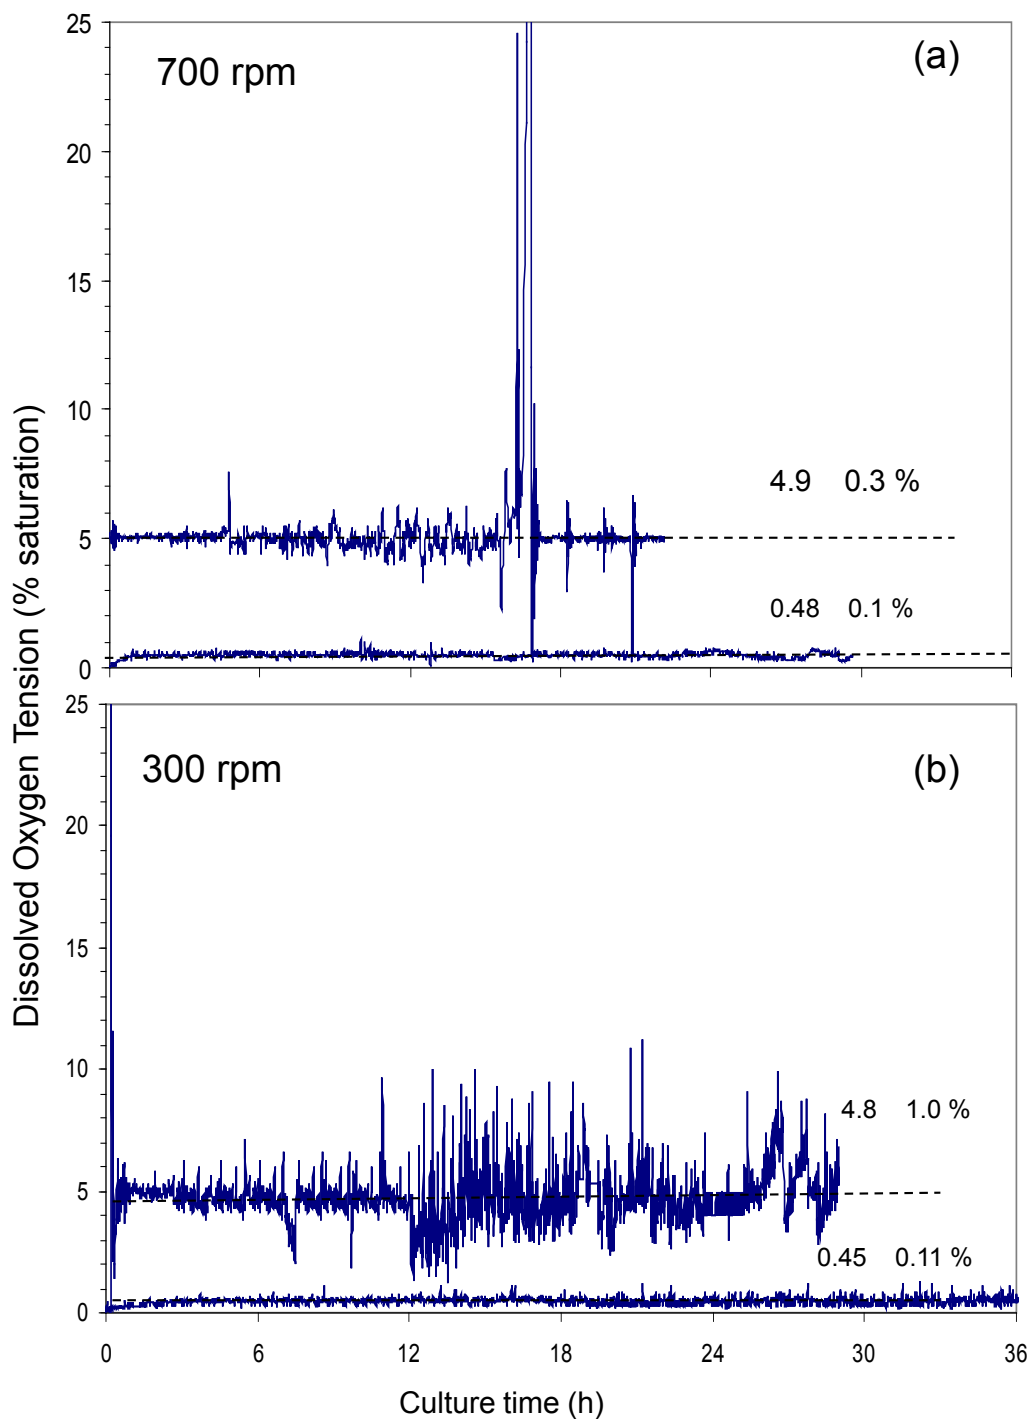 Dissolved Oxygen Tension (% saturation)
700 rpm
(a)
25
20
15
10
5
0
4.9 0.3 %
0.48 0.1 %
300 rpm
(b)
25
20
15
10
5
0
4.8 1.0 %
0.45 0.11 %
0 6 12 18 24 30 36
Culture time (h)